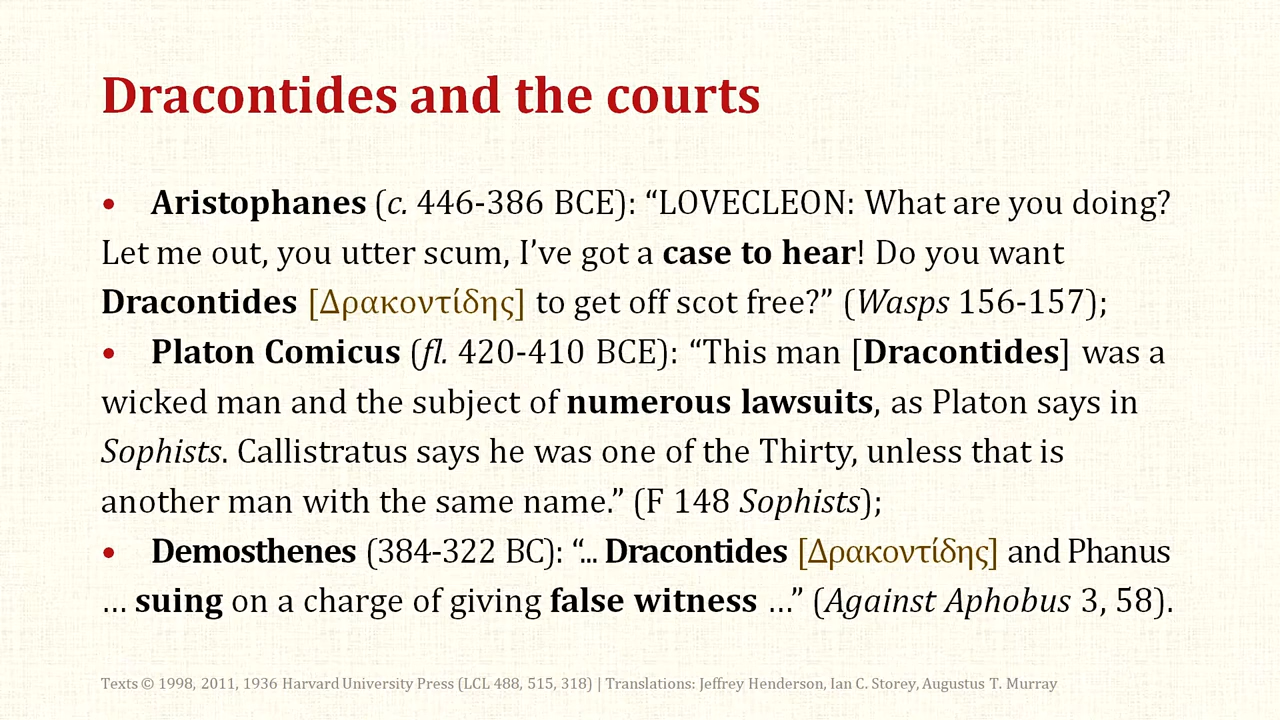 Dracontides and the courts
• Aristophanes (c. 446-386 BCE): “LOVECLEON: What are you doing?
Let me out, you utter scum, I’ve got a case to hear! Do you want
Dracontides [Δρακοντίδης] to get off scot free?” (Wasps 156-157);
• Platon Comicus (fl. 420-410 BCE): “This man [Dracontides] was a
wicked man and the subject of numerous lawsuits, as Platon says in
Sophists. Callistratus says he was one of the Thirty, unless that is
another man with the same name.” (F 148 Sophists);
• Demosthenes (384-322 BC): “... Dracontides [Δρακοντίδης] and Phanus
... suing on a charge of giving false witness ...” (Against Aphobus 3, 58).
Texts © 1998, 2011, 1936 Harvard University Press (LCL 488, 515, 318) | Translations: Jeffrey Henderson, Ian C. Storey, Augustus T. Murray